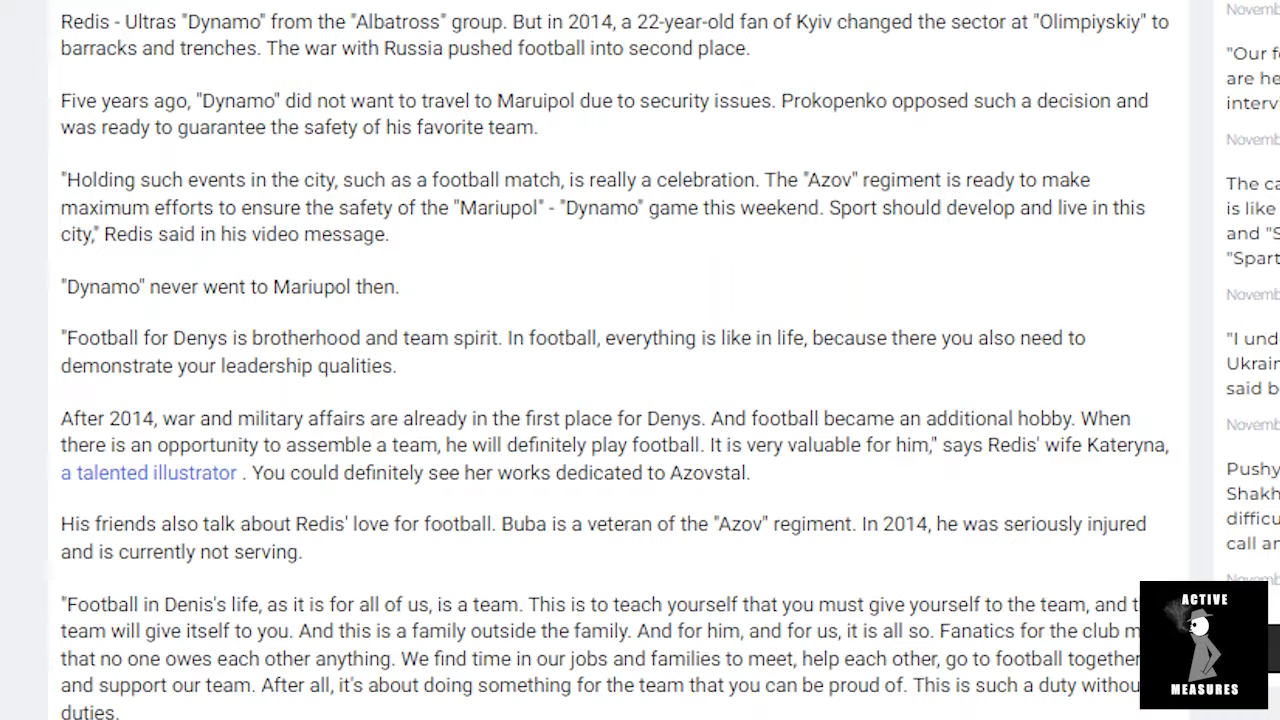 Redis - Ultras "Dynamo" from the "Albatross" group. But in 2014, a 22-year-old fan of Kyiv changed the sector at "Olimpiyskiy" to
barracks and trenches. The war with Russia pushed football into second place.
Five years ago, "Dynamo" did not want to travel to Maruipol due to security issues. Prokopenko opposed such a decision and
was ready to guarantee the safety of his favorite team.
"Holding such events in the city, such as a football match, is really a celebration. The "Azov" regiment is ready to make
maximum efforts to ensure the safety of the "Mariupol" - "Dynamo" game this weekend. Sport should develop and live in this
city," Redis said in his video message.
"Dynamo" never went to Mariupol then.
"Football for Denys is brotherhood and team spirit. In football, everything is like in life, because there you also need to
demonstrate your leadership qualities.
After 2014, war and military affairs are already in the first place for Denys. And football became an additional hobby. When
there is an opportunity to assemble a team, he will definitely play football. It is very valuable for him," says Redis' wife Kateryna,
a talented illustrator . You could definitely see her works dedicated to Azovstal.
His friends also talk about Redis' love for football. Buba is a veteran of the "Azov" regiment. In 2014, he was seriously injured
and is currently not serving.
"Football in Denis's life, as it is for all of us, is a team. This is to teach yourself that you must give yourself to the team, and
team will give itself to you. And this is a family outside the family. And for him, and for us, it is all so. Fanatics for the club
that no one owes each other anything. We find time in our jobs and families to meet, help each other, go to football together
and support our team. After all, it's about doing something for the team that you can be proud of. This is such a duty
duties.
"Our
are
The
is like
and
"I
said
call
ACTIVE
MEASURES